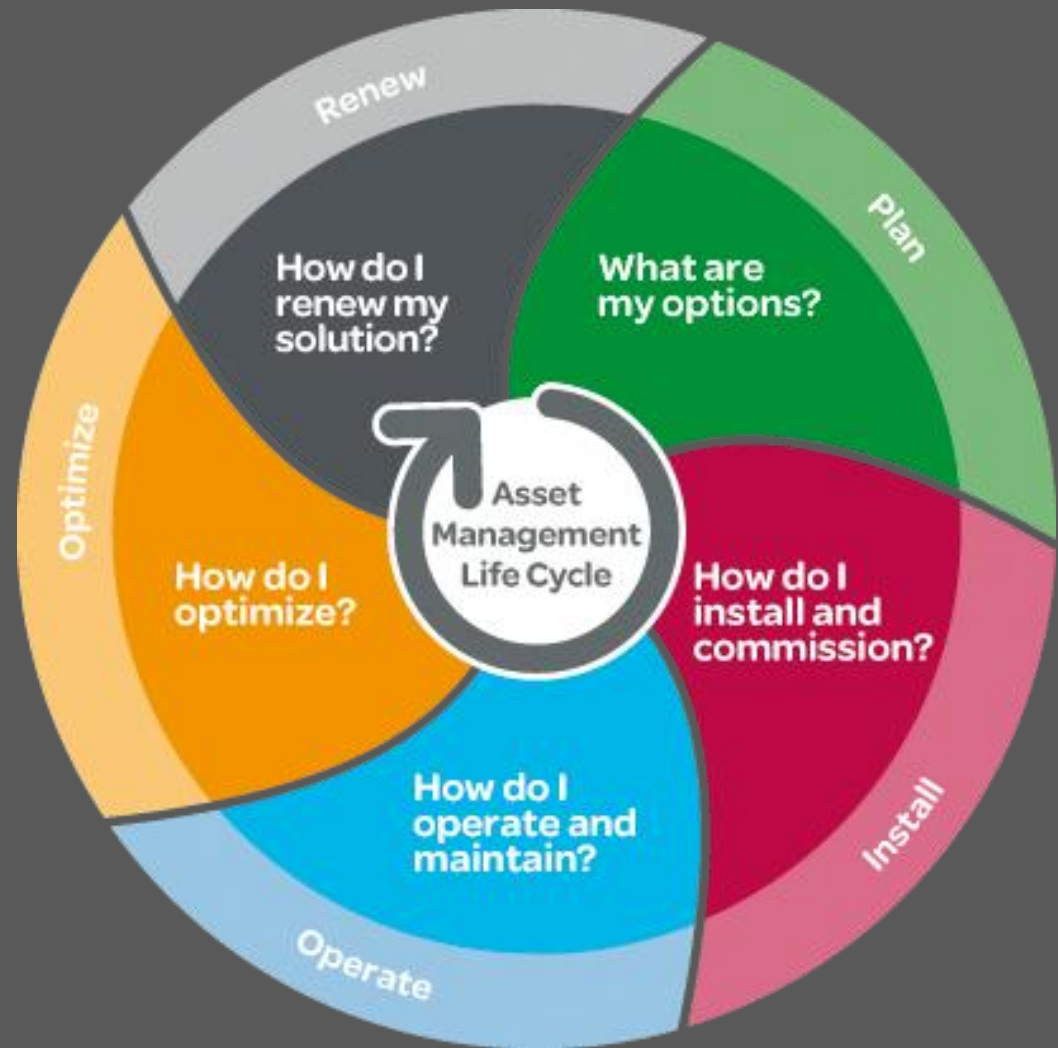 Renew
Plan
How do I
renew my
solution?
What are
my options?
Optimize
Asset
Management
Life Cycle
How do I
optimize?
How do I
install and
commission?
How do I
operate and
maintain?
Install
Operate